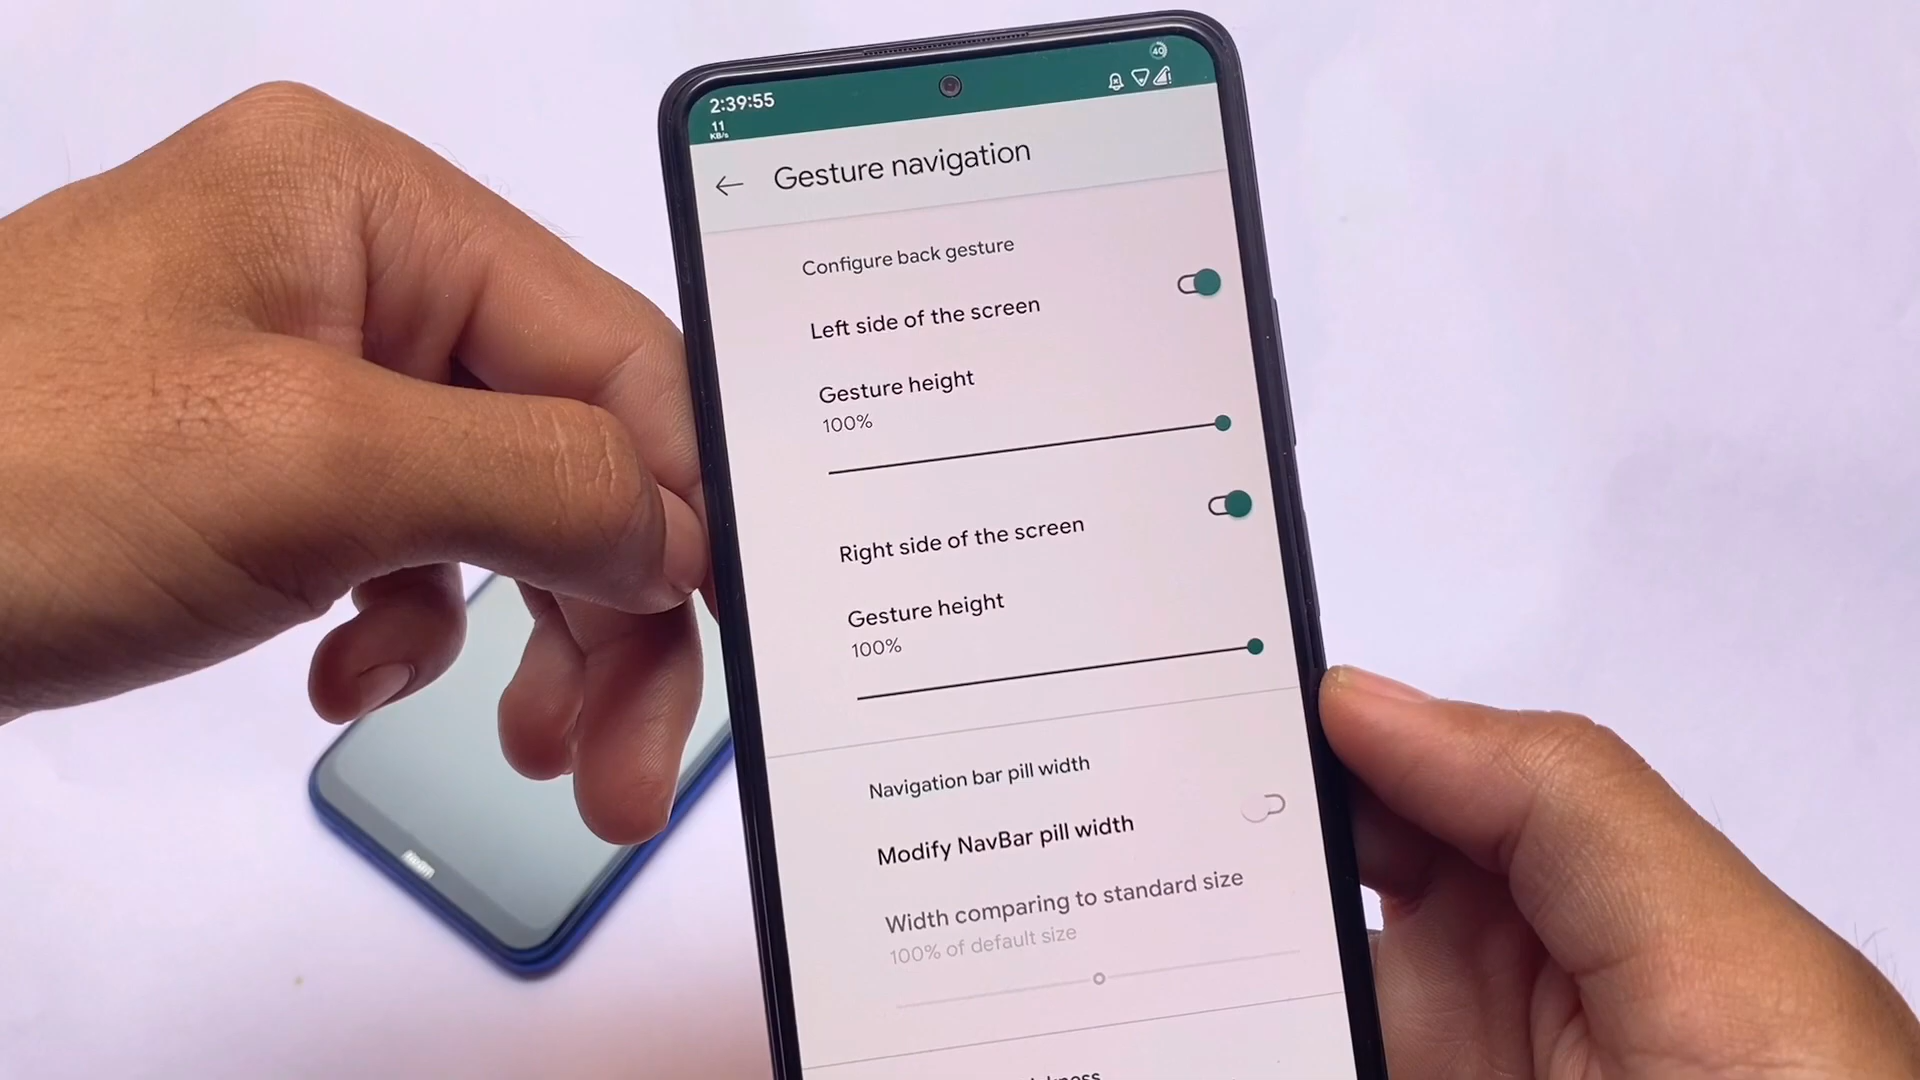 2:39:55
40
11
KB/s
Gesture navigation
Configure back gesture
Left side of the screen
Gesture height
100%
Right side of the screen
Gesture height
100%
Navigation bar pill width
Modify NavBar pill width
Width comparing to standard size
100% of default size